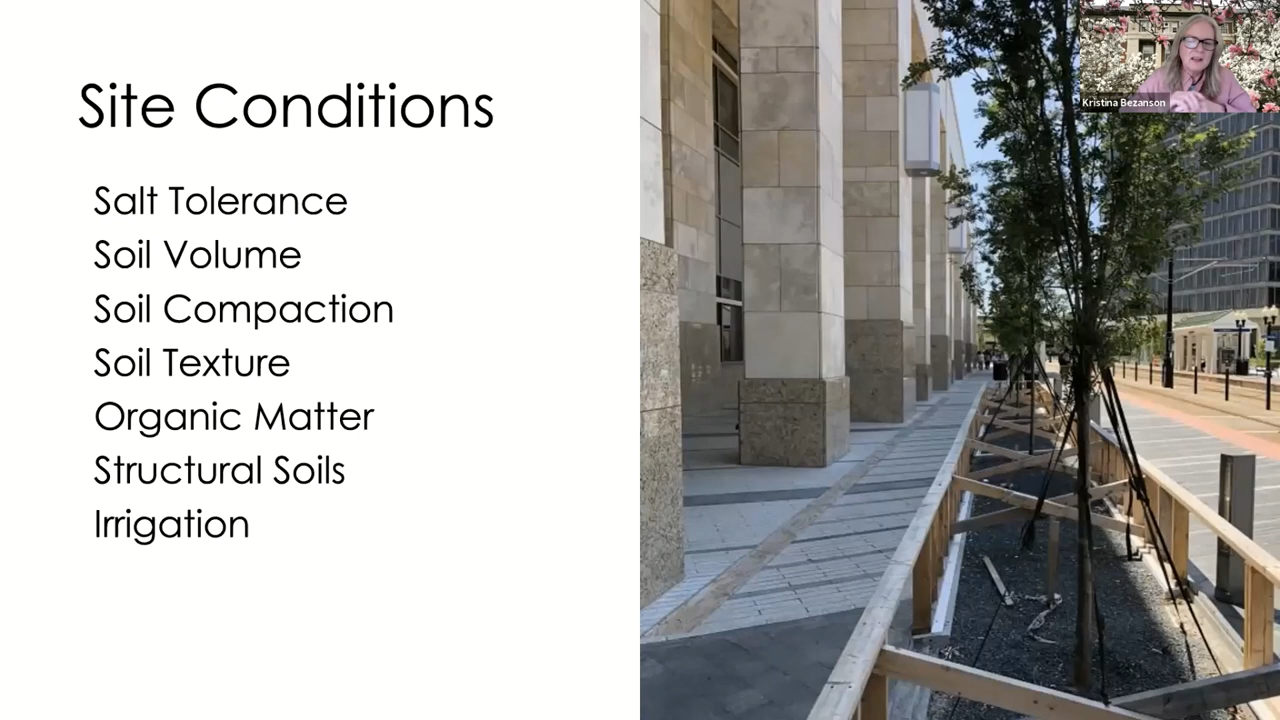 Site Conditions
Salt Tolerance
Soil Volume
Soil Compaction
Soil Texture
Organic Matter
Structural Soils
Irrigation
Kristina Bezanson